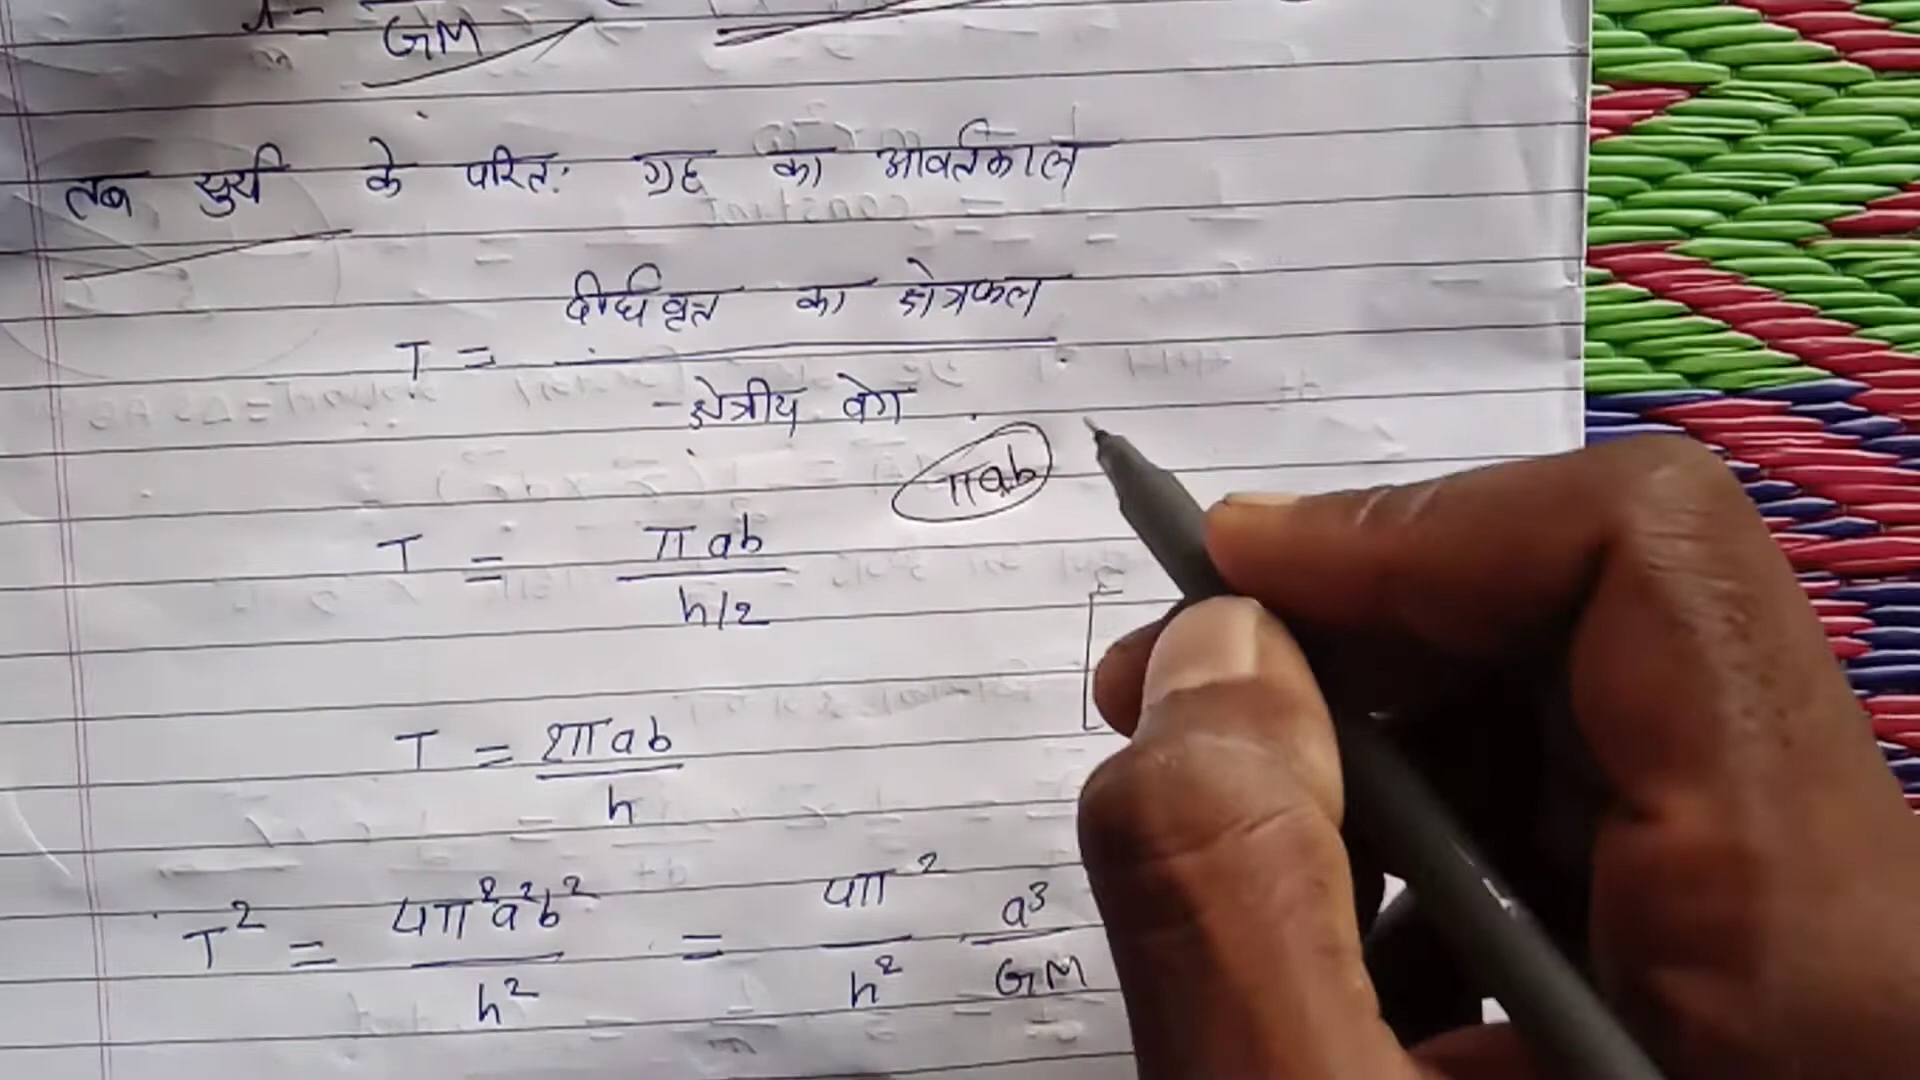 GM
तब सुर्य के परित: ग्रह का आवर्तकाल
T = दीर्घवृत्त का क्षेत्रफल
क्षेत्रीय वेग
πab
T = πab / h/2
T = 2πab / h
T² = 4π²a²b² / h² = 4π² / h² a³ / GM